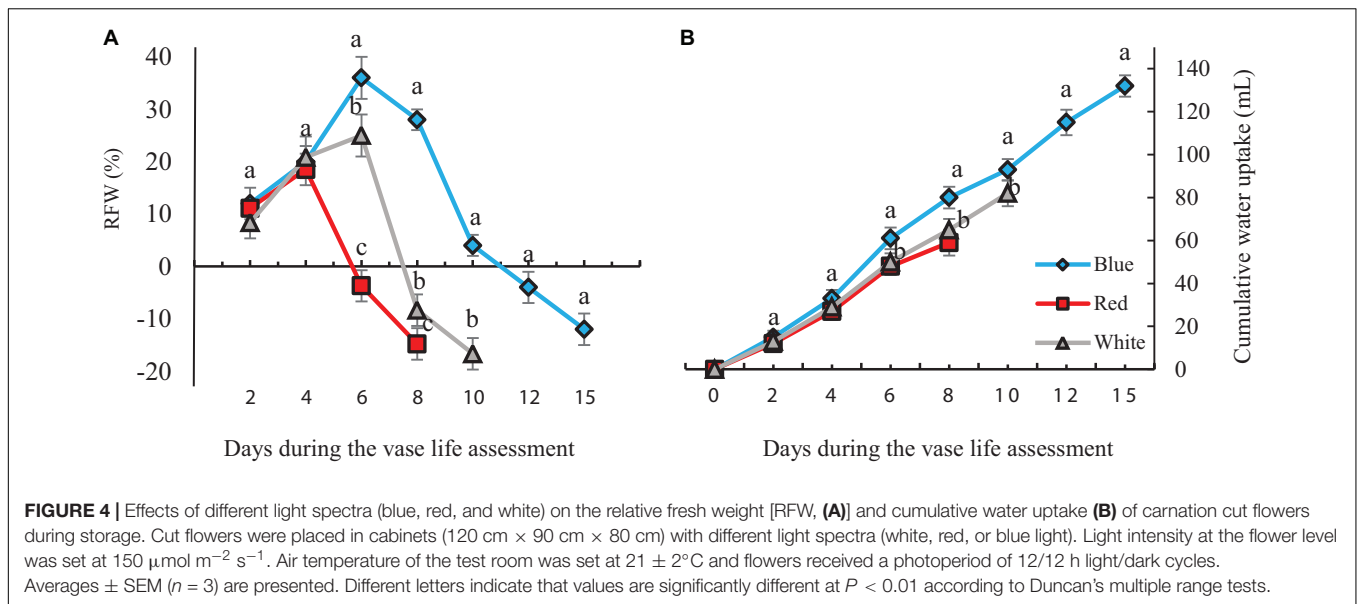 A
B
40
30
20
10
0
-10
-20
RFW (%)
a
a
a
b
a
c
b
c
a
b
a
a
2 4 6 8 10 12 15
Days during the vase life assessment
140
120
100
80
60
40
20
0
Cumulative water uptake (mL)
a
a
a
b
a
b
a
b
a
a
Blue
Red
White
0 2 4 6 8 10 12 15
Days during the vase life assessment
FIGURE 4 | Effects of different light spectra (blue, red, and white) on the relative fresh weight [RFW, (A)] and cumulative water uptake (B) of carnation cut flowers
during storage. Cut flowers were placed in cabinets (120 cm × 90 cm × 80 cm) with different light spectra (white, red, or blue light). Light intensity at the flower level
was set at 150 μmol m⁻² s⁻¹. Air temperature of the test room was set at 21 ± 2°C and flowers received a photoperiod of 12/12 h light/dark cycles.
Averages ± SEM (n = 3) are presented. Different letters indicate that values are significantly different at P < 0.01 according to Duncan's multiple range tests.